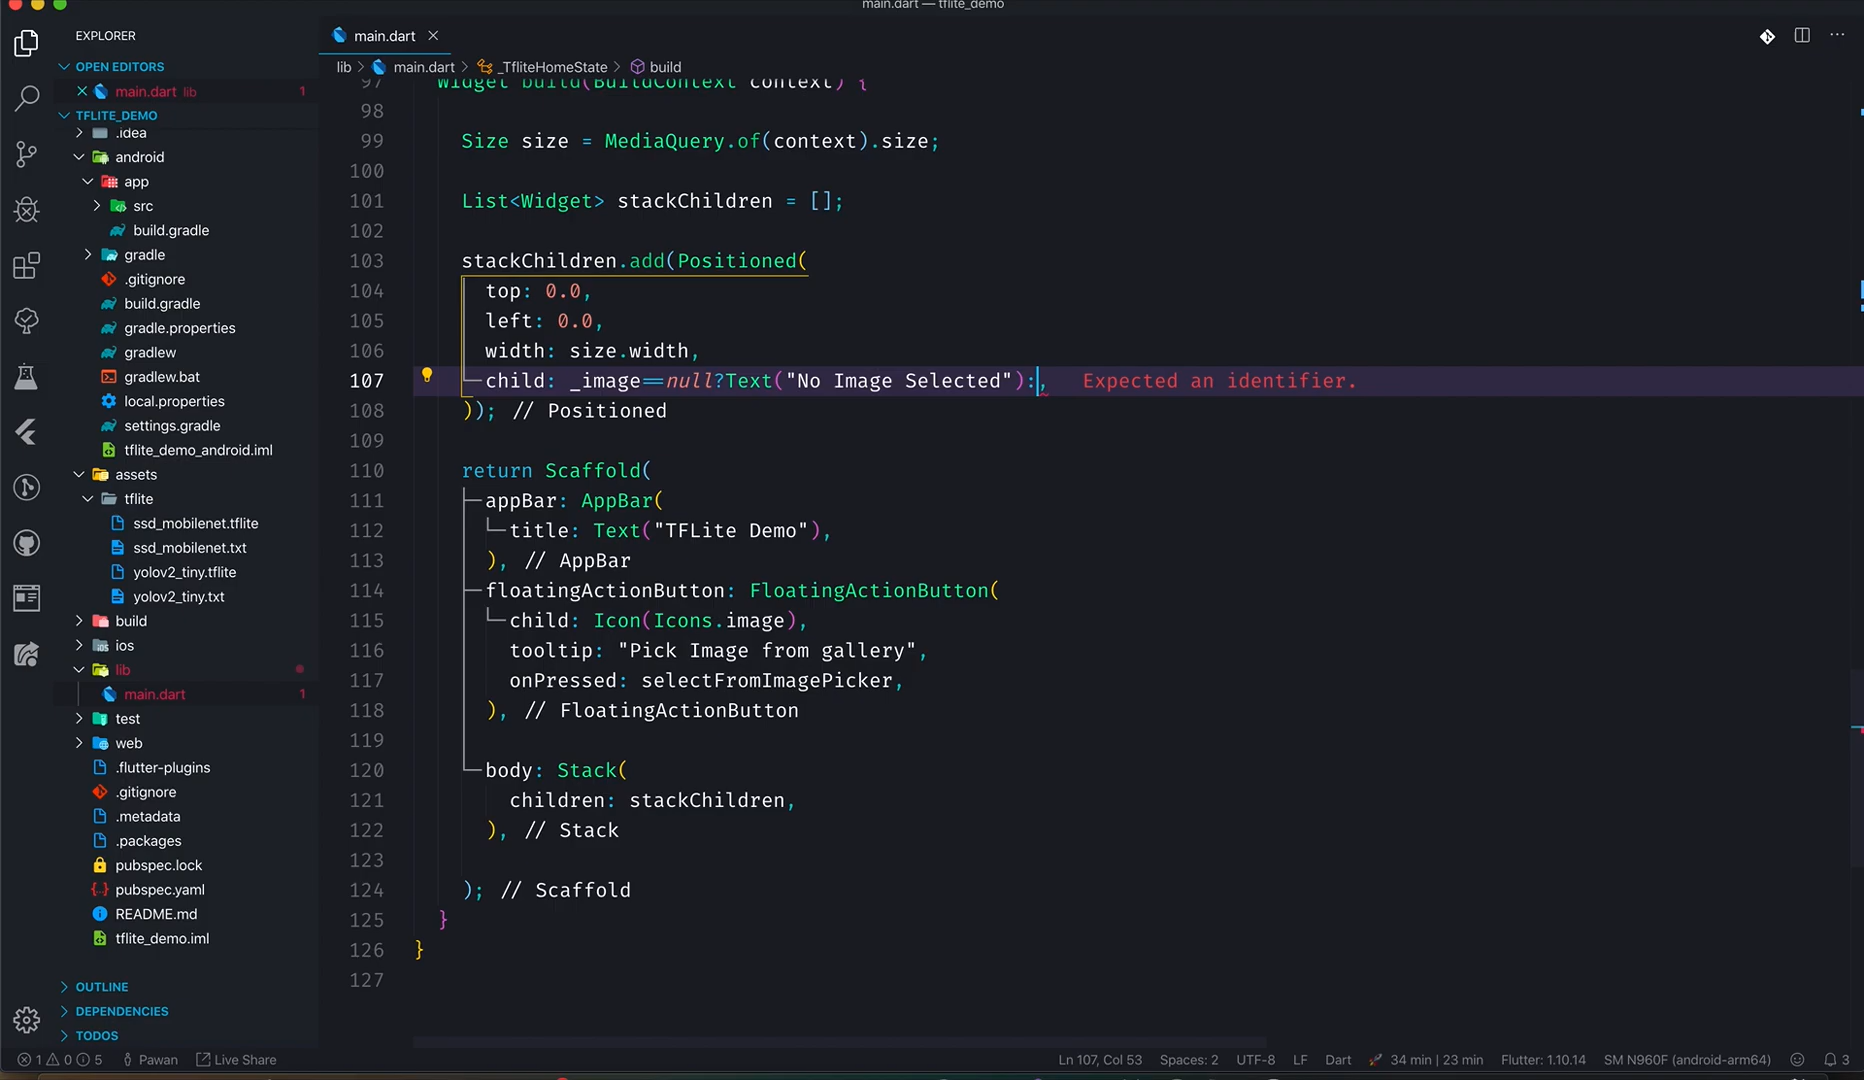 main.dart — tflite_demo
EXPLORER
OPEN EDITORS
main.dart lib 1
TFLITE_DEMO
.idea
android
app
src
build.gradle
gradle
.gitignore
build.gradle
gradle.properties
gradlew
gradlew.bat
local.properties
settings.gradle
tflite_demo_android.iml
assets
tflite
ssd_mobilenet.tflite
ssd_mobilenet.txt
yolov2_tiny.tflite
yolov2_tiny.txt
build
ios
lib
main.dart 1
test
web
.flutter-plugins
.gitignore
.metadata
.packages
pubspec.lock
pubspec.yaml
README.md
tflite_demo.iml
OUTLINE
DEPENDENCIES
TODOS
main.dart
lib > main.dart > _TfliteHomeState > build
97 Widget build(BuildContext context) {
98
99 Size size = MediaQuery.of(context).size;
100
101 List<Widget> stackChildren = [];
102
103 stackChildren.add(Positioned(
104 top: 0.0,
105 left: 0.0,
106 width: size.width,
107 child: _image==null?Text("No Image Selected"):, Expected an identifier.
108 )); // Positioned
109
110 return Scaffold(
111 appBar: AppBar(
112 title: Text("TFLite Demo"),
113 ), // AppBar
114 floatingActionButton: FloatingActionButton(
115 child: Icon(Icons.image),
116 tooltip: "Pick Image from gallery",
117 onPressed: selectFromImagePicker,
118 ), // FloatingActionButton
119
120 body: Stack(
121 children: stackChildren,
122 ), // Stack
123
124 ); // Scaffold
125 }
126 }
127
1 0 5 Pawan Live Share Ln 107, Col 53 Spaces: 2 UTF-8 LF Dart 34 min | 23 min Flutter: 1.10.14 SM N960F (android-arm64) 3